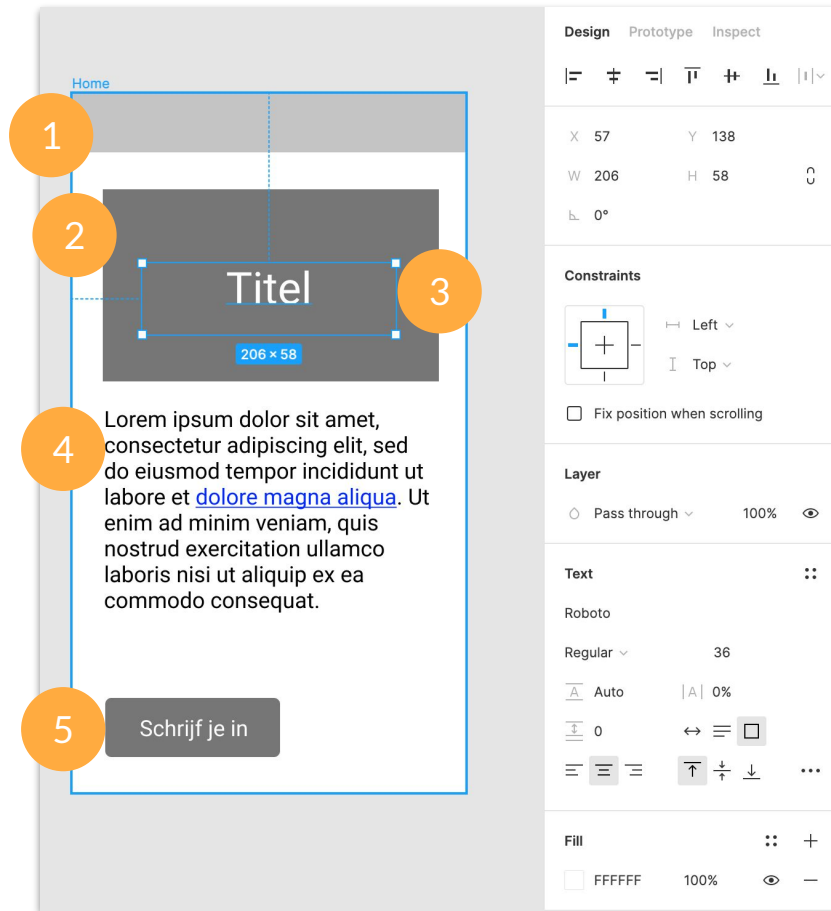 Home
1
2
Titel
3
206 × 58
4
Lorem ipsum dolor sit amet,
consectetur adipiscing elit, sed
do eiusmod tempor incididunt ut
labore et dolore magna aliqua. Ut
enim ad minim veniam, quis
nostrud exercitation ullamco
laboris nisi ut aliquip ex ea
commodo consequat.
5
Schrijf je in
Design Prototype Inspect
X 57 Y 138
W 206 H 58
0°
Constraints
Left
Top
Fix position when scrolling
Layer
Pass through 100%
Text
Roboto
Regular 36
A Auto |A| 0%
0
Fill
FFFFFF 100%